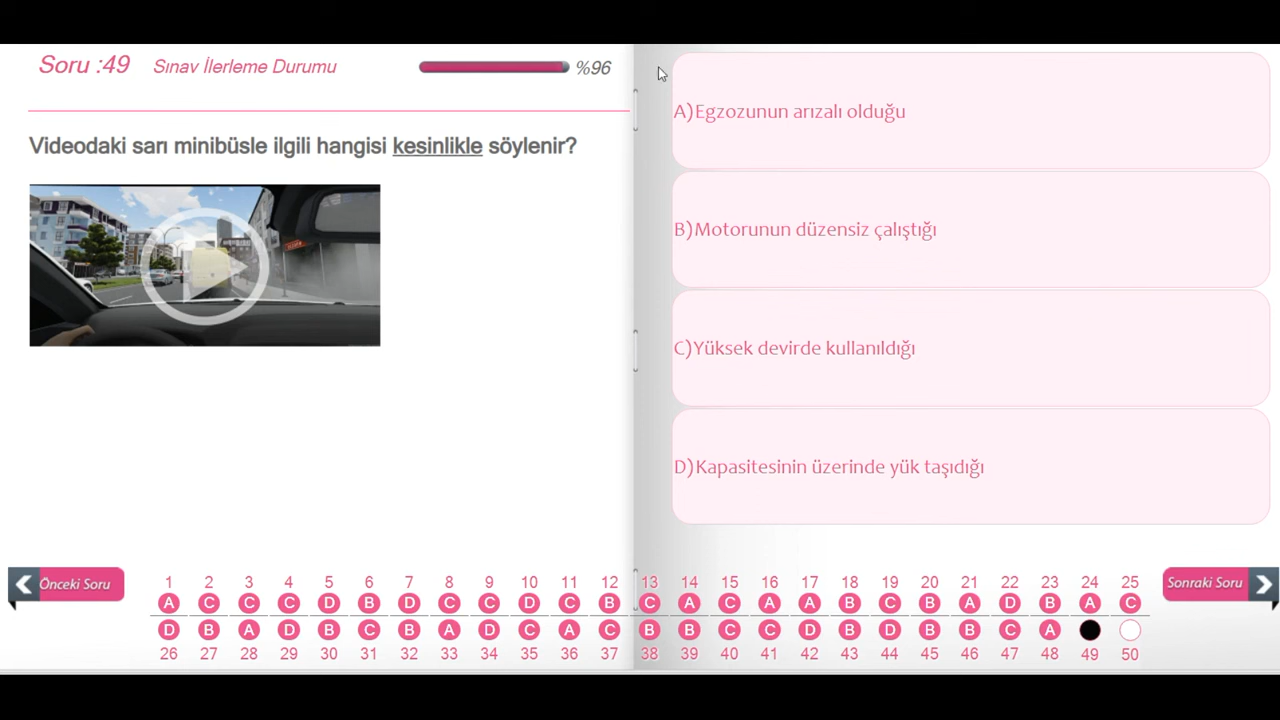 Soru :49 Sınav İlerleme Durumu %96
Videodaki sarı minibüsle ilgili hangisi kesinlikle söylenir?
A)Egzozunun arızalı olduğu
B)Motorunun düzensiz çalıştığı
C)Yüksek devirde kullanıldığı
D)Kapasitesinin üzerinde yük taşıdığı
Önceki Soru
1 2 3 4 5 6 7 8 9 10 11 12 13 14 15 16 17 18 19 20 21 22 23 24 25
A C C C D B D C C D C B C A C A A B C B A D B A C
D B A D B C B A D C A C B B C C D B D B B C A
26 27 28 29 30 31 32 33 34 35 36 37 38 39 40 41 42 43 44 45 46 47 48 49 50
Sonraki Soru